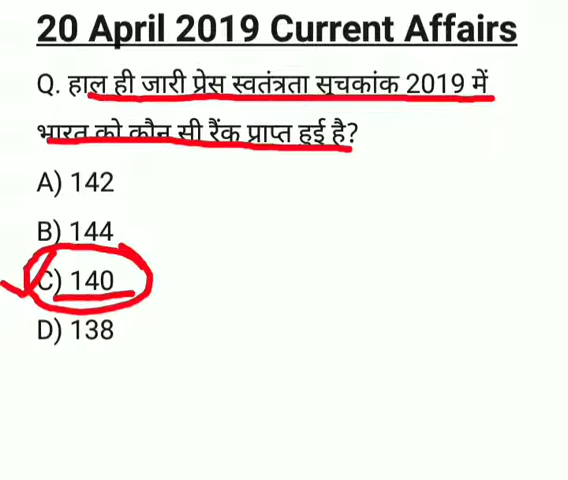 20 April 2019 Current Affairs
Q. हाल ही जारी प्रेस स्वतंत्रता सूचकांक 2019 में
भारत को कौन सी रैंक प्राप्त हुई है?
A) 142
B) 144
C) 140
D) 138